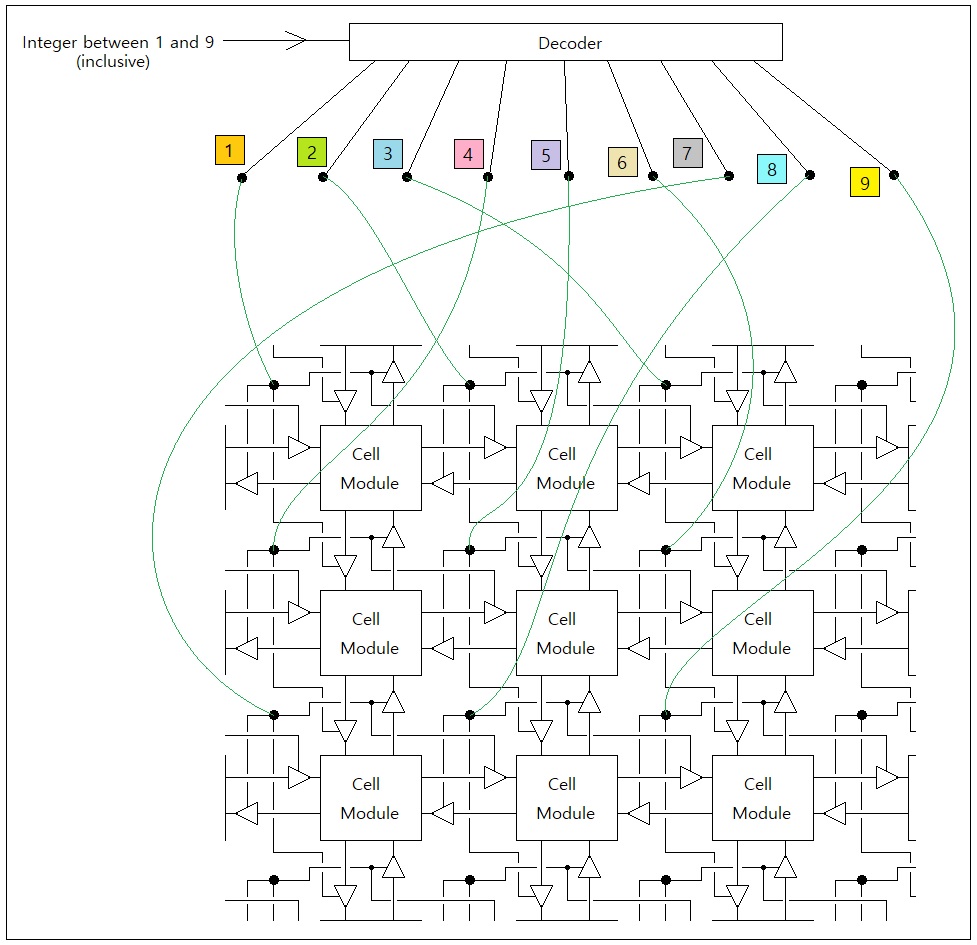 Integer between 1 and 9
(inclusive)
Decoder
1
2
3
4
5
6
7
8
9
Cell
Module
Cell
Module
Cell
Module
Cell
Module
Cell
Module
Cell
Module
Cell
Module
Cell
Module
Cell
Module